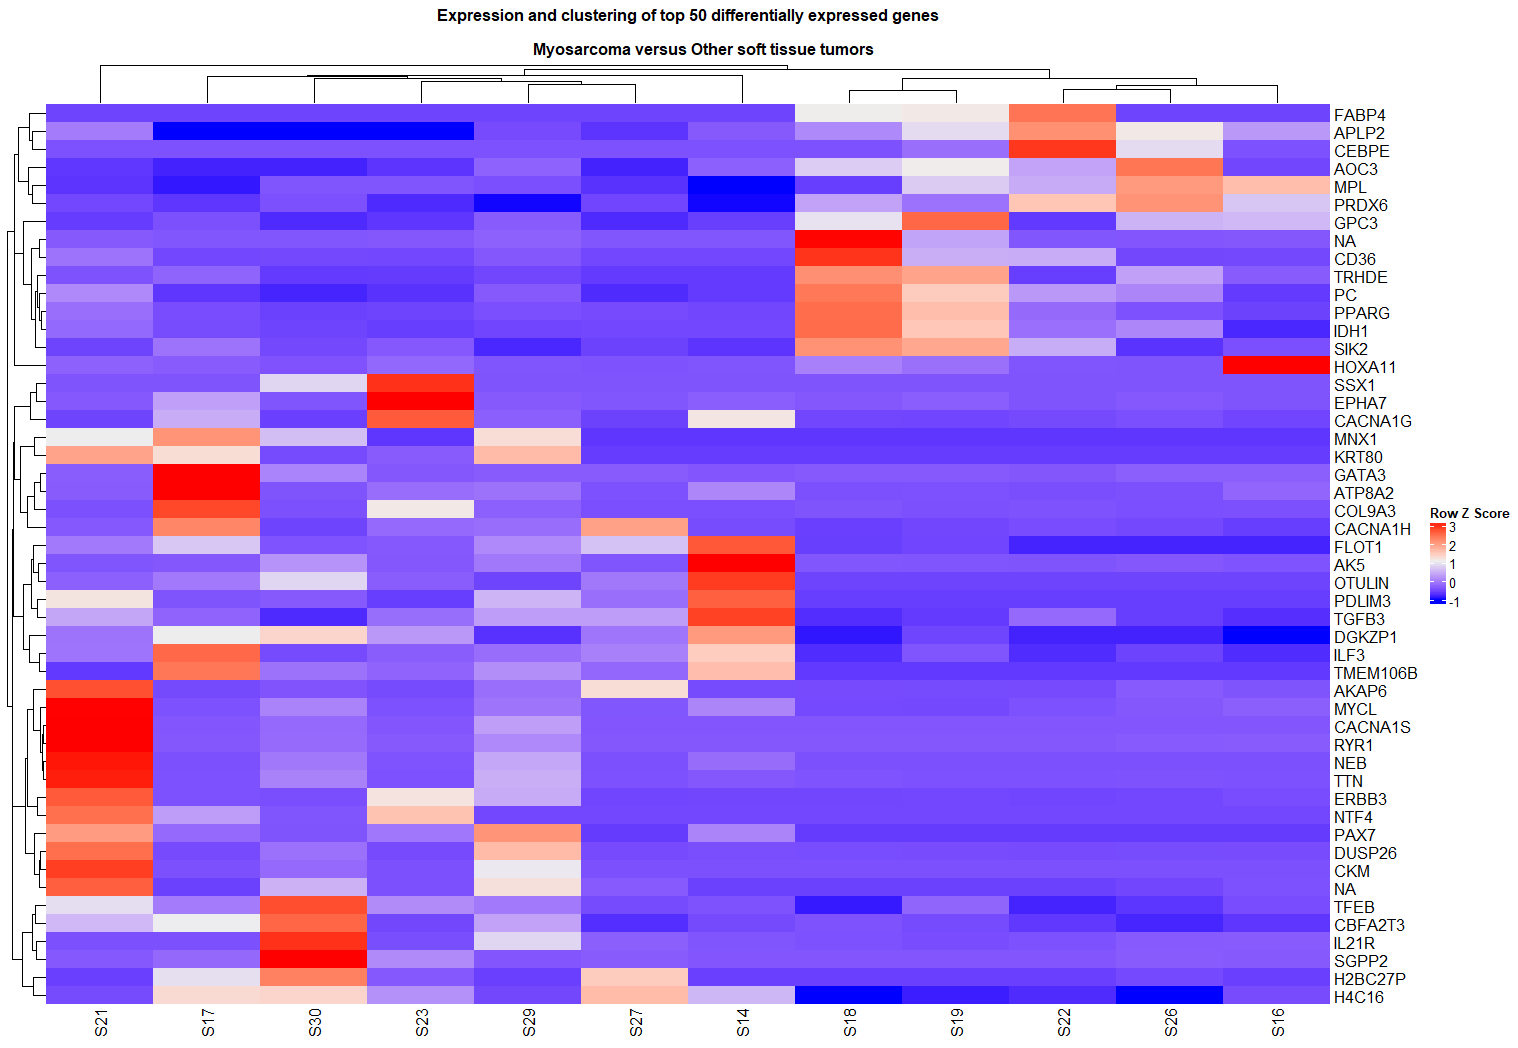 Expression and clustering of top 50 differentially expressed genes
Myosarcoma versus Other soft tissue tumors
FABP4
APLP2
CEBPE
AOC3
MPL
PRDX6
GPC3
NA
CD36
TRHDE
PC
PPARG
IDH1
SIK2
HOXA11
SSX1
EPHA7
CACNA1G
MNX1
KRT80
GATA3
ATP8A2
COL9A3
CACNA1H
FLOT1
AK5
OTULIN
PDLIM3
TGFB3
DGKZP1
ILF3
TMEM106B
AKAP6
MYCL
CACNA1S
RYR1
NEB
TTN
ERBB3
NTF4
PAX7
DUSP26
CKM
NA
TFEB
CBFA2T3
IL21R
SGPP2
H2BC27P
H4C16
Row Z Score
3
2
1
0
-1
S21 S17 S30 S23 S29 S27 S14 S18 S19 S22 S26 S16